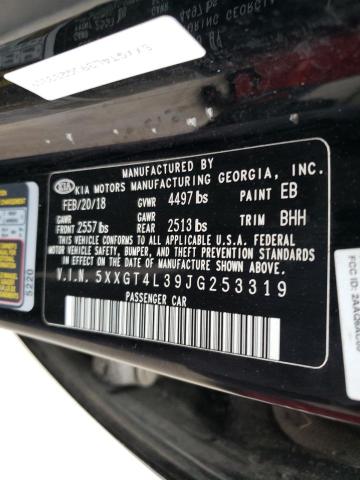 MANUFACTURED BY
KIA KIA MOTORS MANUFACTURING GEORGIA, INC.
FEB/20/18 GVWR 4497 lbs PAINT EB
GAWR FRONT 2557 lbs GAWR REAR 2513 lbs TRIM BHH
THIS VEHICLE CONFORMS TO ALL APPLICABLE U.S.A. FEDERAL
MOTOR VEHICLE SAFETY, BUMPER, AND THEFT PREVENTION
STANDARDS IN EFFECT ON THE DATE OF MANUFACTURE SHOWN ABOVE.
V.I.N. 5XXGT4L39JG253319
PASSENGER CAR
5220